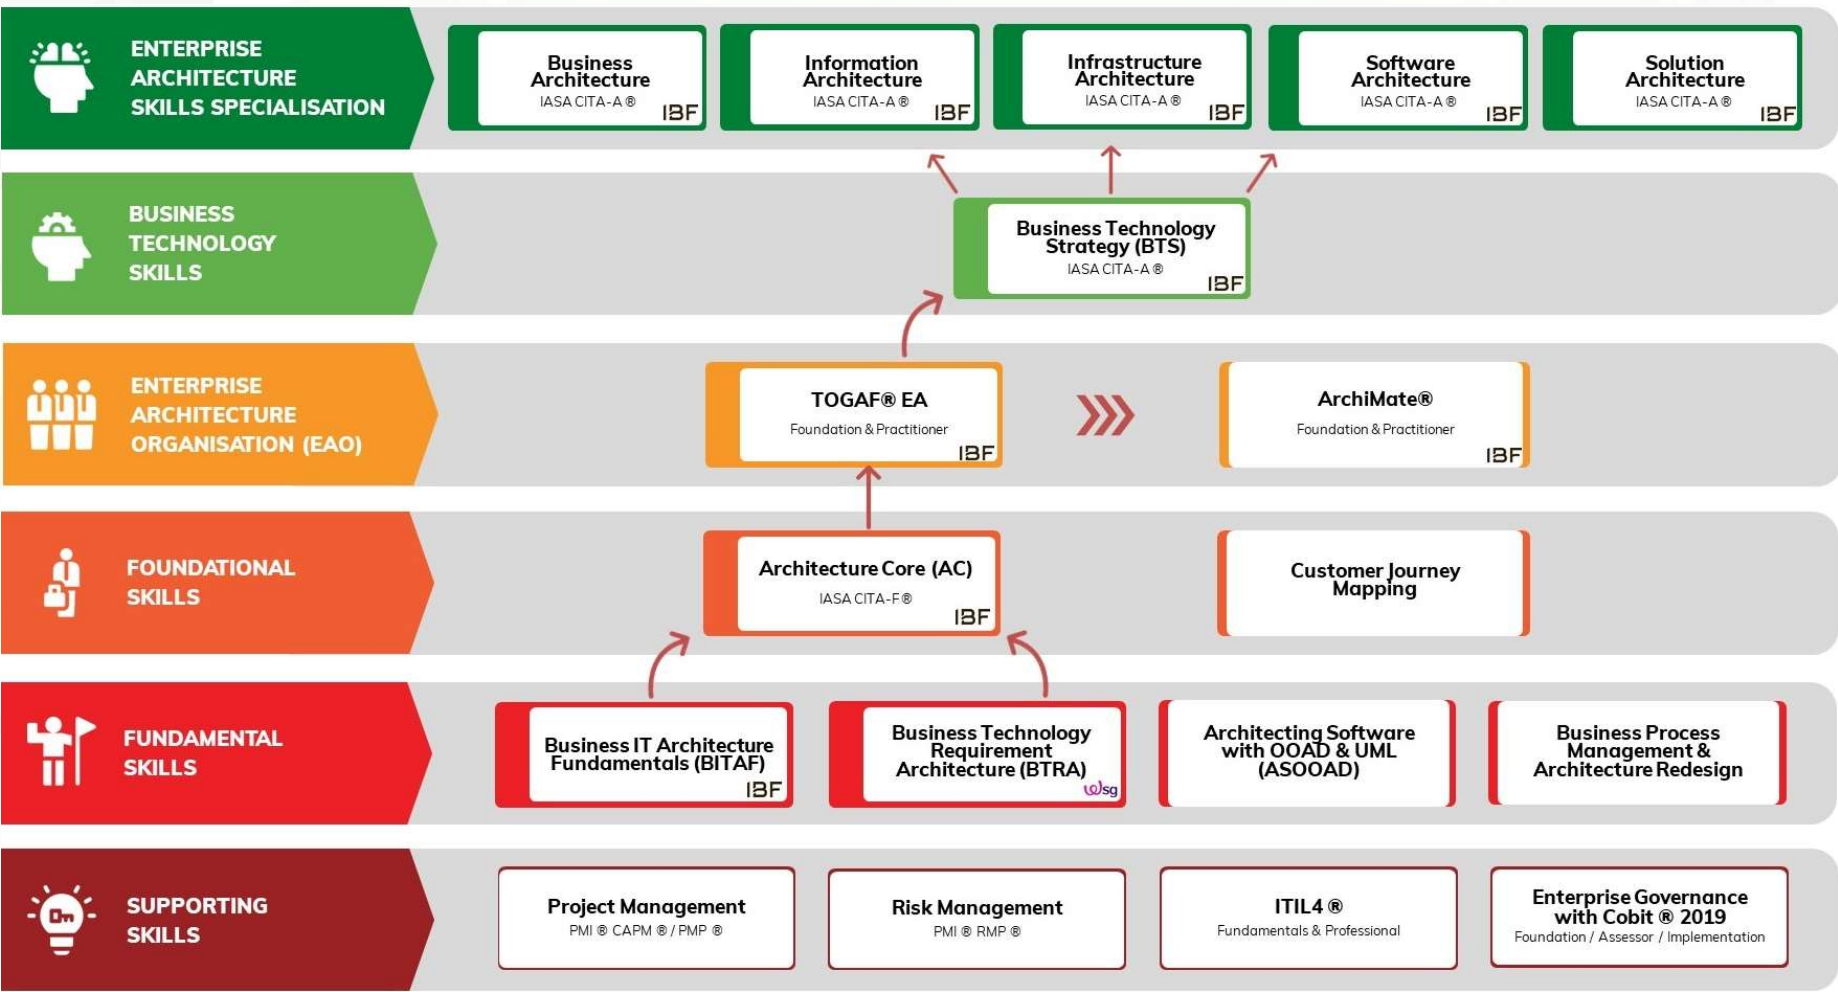 ENTERPRISE
ARCHITECTURE
SKILLS SPECIALISATION
Business
Architecture
IASA CITA-A ®
IBF
Information
Architecture
IASA CITA-A ®
IBF
Infrastructure
Architecture
IASA CITA-A ®
IBF
Software
Architecture
IASA CITA-A ®
IBF
Solution
Architecture
IASA CITA-A ®
IBF
BUSINESS
TECHNOLOGY
SKILLS
Business Technology
Strategy (BTS)
IASA CITA-A ®
IBF
ENTERPRISE
ARCHITECTURE
ORGANISATION (EAO)
TOGAF® EA
Foundation & Practitioner
IBF
ArchiMate®
Foundation & Practitioner
IBF
FOUNDATIONAL
SKILLS
Architecture Core (AC)
IASA CITA-F ®
IBF
Customer Journey
Mapping
FUNDAMENTAL
SKILLS
Business IT Architecture
Fundamentals (BITAF)
IBF
Business Technology
Requirement
Architecture (BTRA)
wsg
Architecting Software
with OOAD & UML
(ASOOAD)
Business Process
Management &
Architecture Redesign
SUPPORTING
SKILLS
Project Management
PMI ® CAPM ® / PMP ®
Risk Management
PMI ® RMP ®
ITIL4 ®
Fundamentals & Professional
Enterprise Governance
with Cobit ® 2019
Foundation / Assessor / Implementation